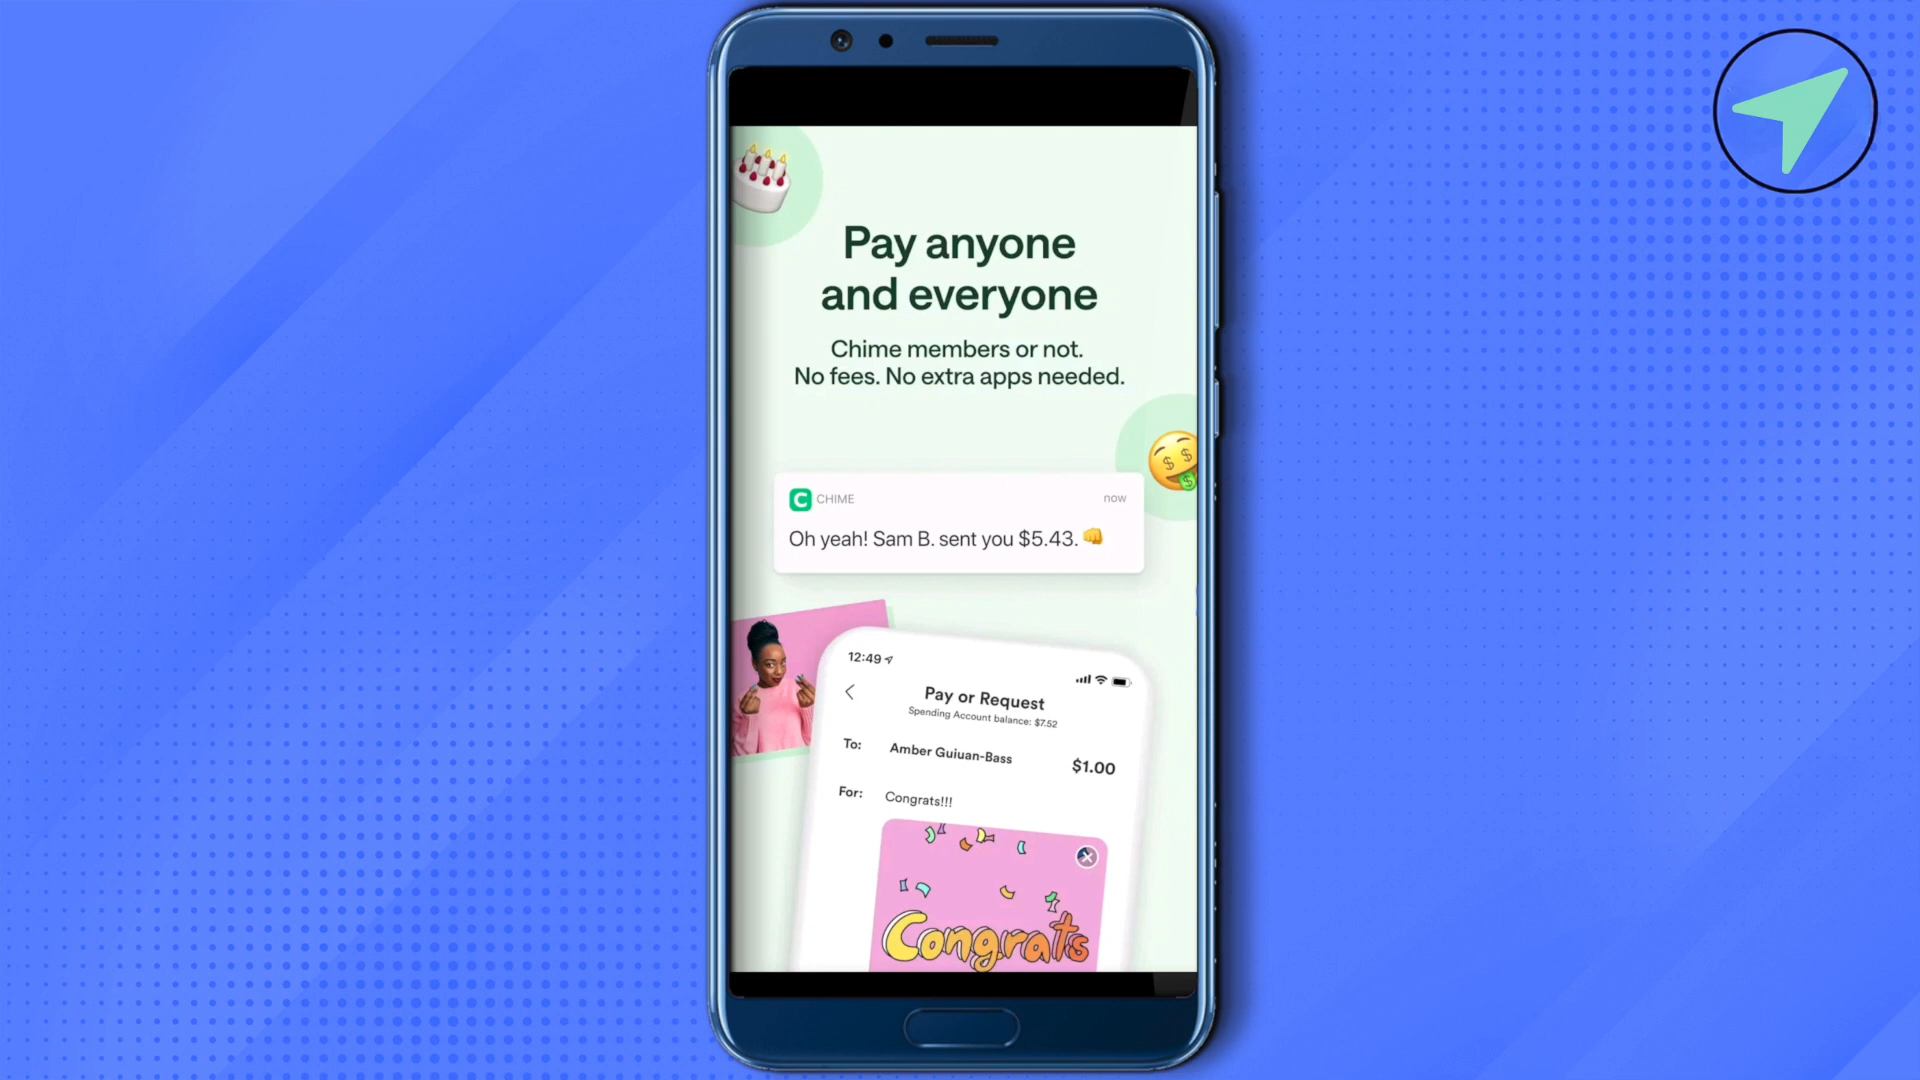 Pay anyone
and everyone
Chime members or not.
No fees. No extra apps needed.
C CHIME now
Oh yeah! Sam B. sent you $5.43. 👊
12:49
Pay or Request
Spending Account balance: $7.52
To: Amber Guiuan-Bass $1.00
For: Congrats!!!
Congrats